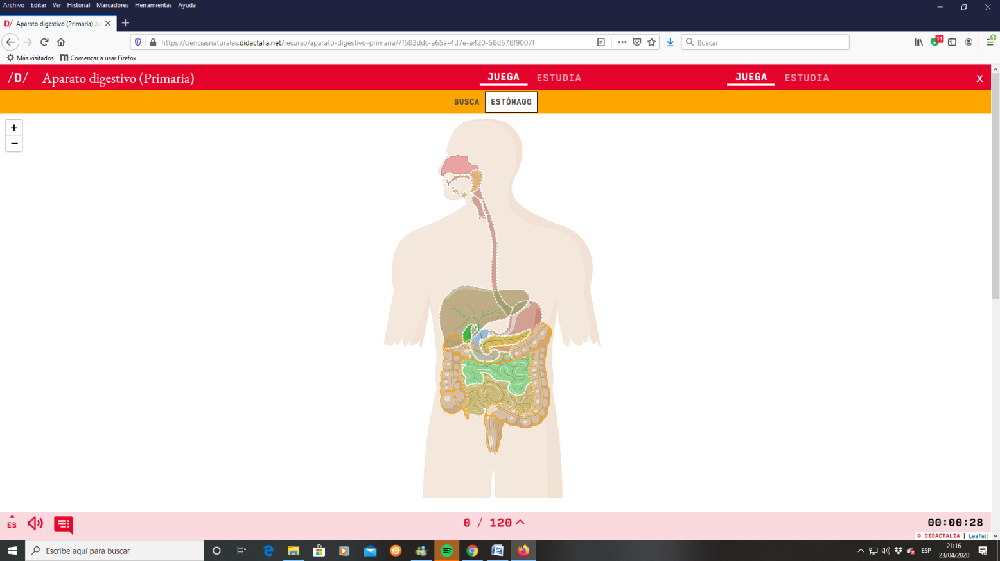 Archivo Editar Ver Historial Marcadores Herramientas Ayuda
D/ Aparato digestivo (Primaria) Ju
https://cienciasnaturales.didactalia.net/recurso/aparato-digestivo-primaria/7f583ddc-a65a-4d7e-a420-58d578f9007f
Buscar
11
Más visitados Comenzar a usar Firefox
/D/ Aparato digestivo (Primaria) JUEGA ESTUDIA JUEGA ESTUDIA X
BUSCA ESTÓMAGO
+
−
ES 0 / 120 00:00:28
© DIDACTALIA | Leaflet |
Escribe aquí para buscar
ESP
21:16
23/04/2020